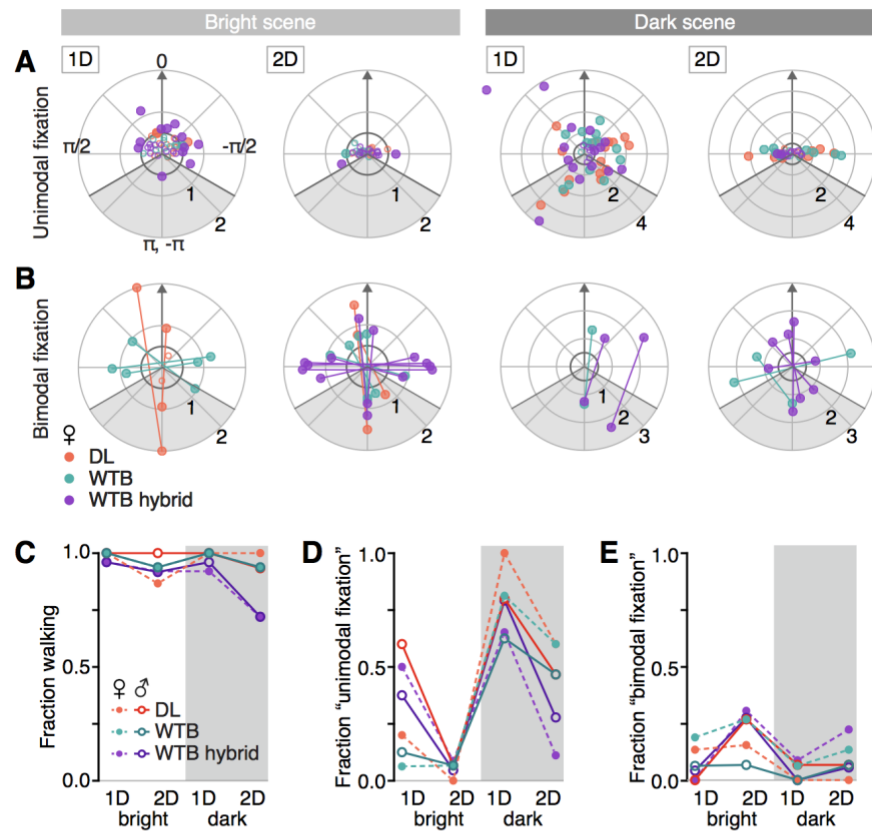 Bright scene
Dark scene
A
1D
0
2D
1D
2D
Unimodal fixation
π/2
-π/2
1
2
1
2
2
4
2
4
π, -π
B
Bimodal fixation
1
2
1
2
1
2
3
1
2
3
♀
DL
WTB
WTB hybrid
C
D
E
Fraction walking
1.0
0.5
0.0
♀ ♂
DL
WTB
WTB hybrid
1D 2D 1D 2D
bright dark
Fraction “unimodal fixation”
1.0
0.5
0.0
1D 2D 1D 2D
bright dark
Fraction “bimodal fixation”
1.0
0.5
0.0
1D 2D 1D 2D
bright dark